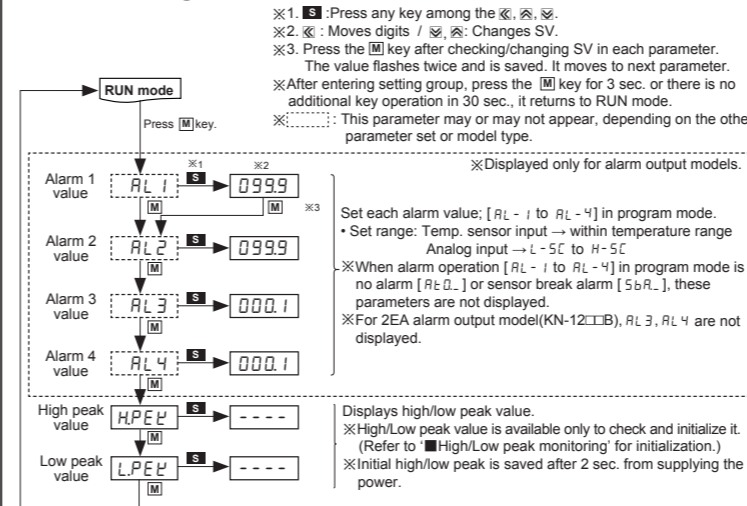 ※1. S :Press any key among the «, ︽, ︾.
※2. « : Moves digits / ︾, ︽: Changes SV.
※3. Press the M key after checking/changing SV in each parameter.
The value flashes twice and is saved. It moves to next parameter.
※After entering setting group, press the M key for 3 sec. or there is no
additional key operation in 30 sec., it returns to RUN mode.
※ : This parameter may or may not appear, depending on the othe
parameter set or model type.
RUN mode
Press M key.
※Displayed only for alarm output models.
※1 ※2
Alarm 1
value
AL1 S 099.9
M M ※3
Alarm 2
value
AL2 S 099.9
M
Alarm 3
value
AL3 S 000.1
M
Alarm 4
value
AL4 S 000.1
M
Set each alarm value; [AL-1 to AL-4] in program mode.
• Set range: Temp. sensor input → within temperature range
Analog input → L-SC to H-SC
※When alarm operation [AL-1 to AL-4] in program mode is
no alarm [At0._] or sensor break alarm [SbA._], these
parameters are not displayed.
※For 2EA alarm output model(KN-12□□B), AL3, AL4 are not
displayed.
High peak
value
H.PEK S ----
M
Low peak
value
L.PEK S ----
M
Displays high/low peak value.
※High/Low peak value is available only to check and initialize it.
(Refer to '■High/Low peak monitoring' for initialization.)
※Initial high/low peak is saved after 2 sec. from supplying the
power.